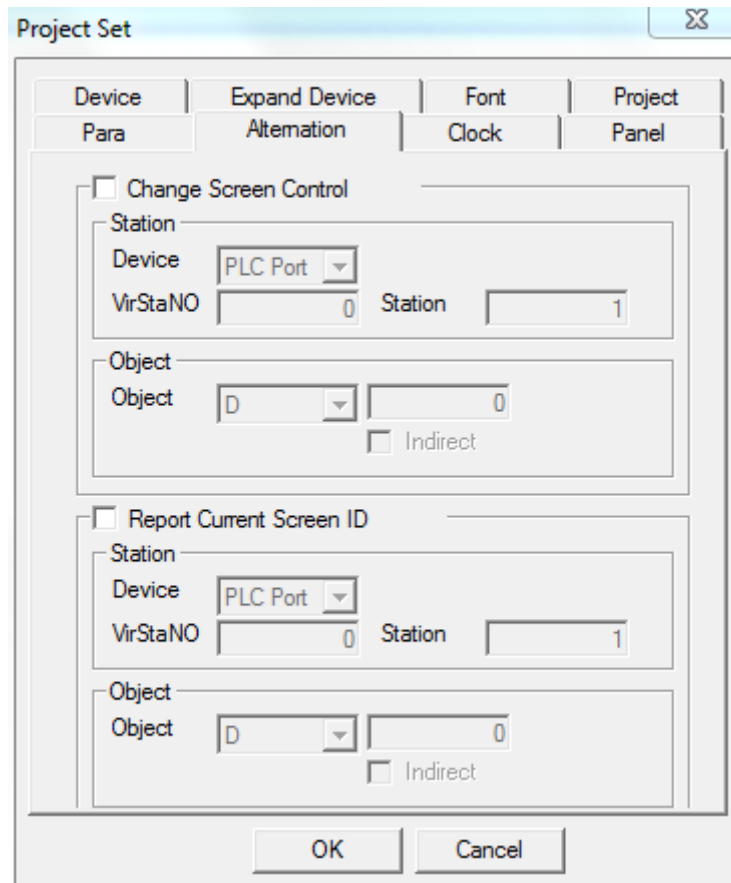 Project Set
Device Expand Device Font Project
Para Alternation Clock Panel
Change Screen Control
Station
Device PLC Port
VirStaNO 0 Station 1
Object
Object D 0
Indirect
Report Current Screen ID
Station
Device PLC Port
VirStaNO 0 Station 1
Object
Object D 0
Indirect
OK Cancel